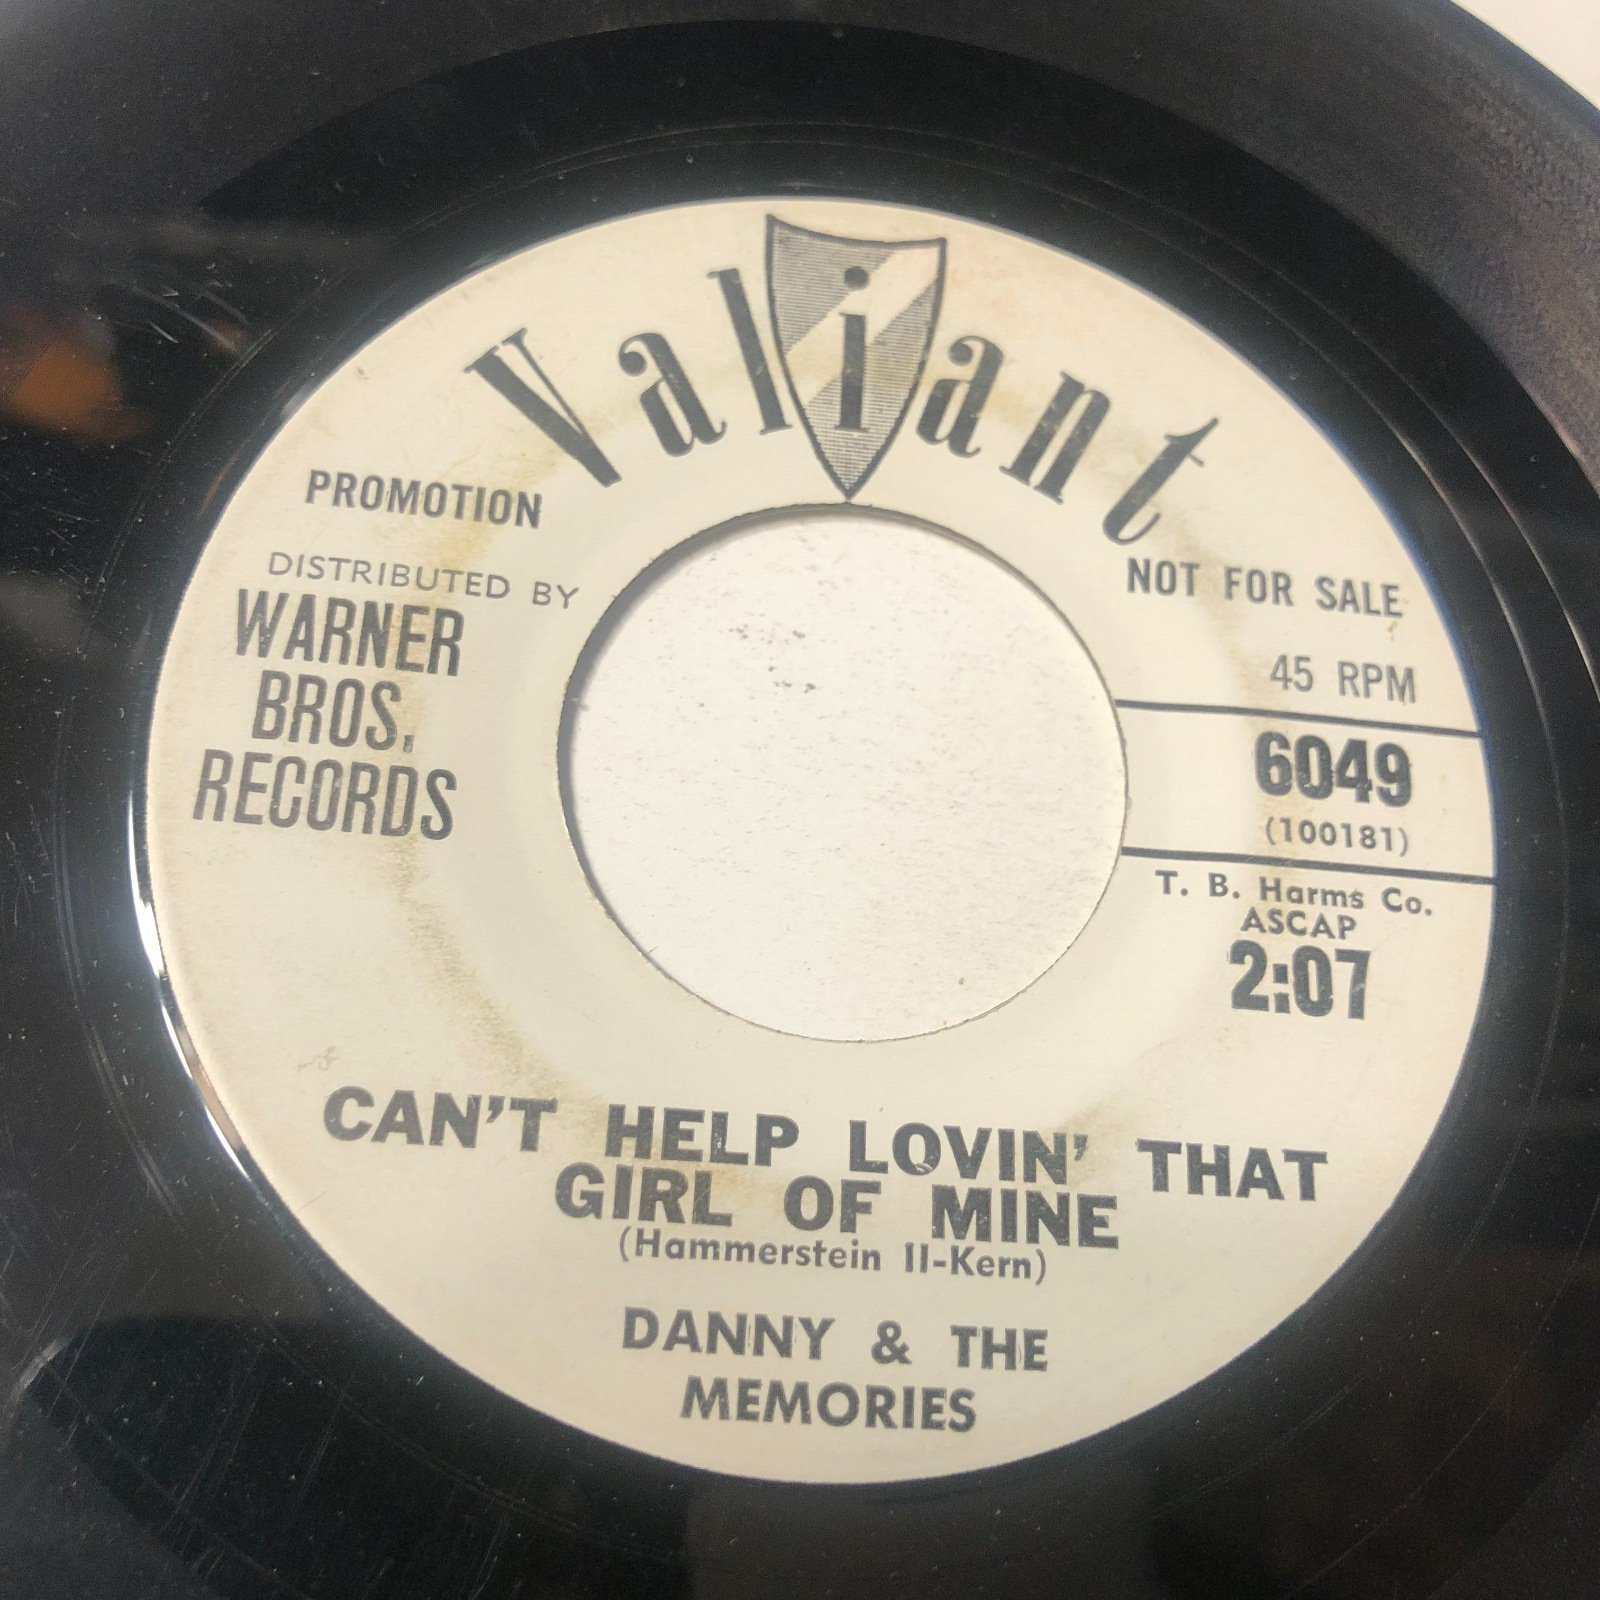 Valiant
PROMOTION
DISTRIBUTED BY
WARNER
BROS.
RECORDS
NOT FOR SALE
45 RPM
6049
(100181)
T. B. Harms Co.
ASCAP
2:07
CAN'T HELP LOVIN' THAT
GIRL OF MINE
(Hammerstein II-Kern)
DANNY & THE
MEMORIES